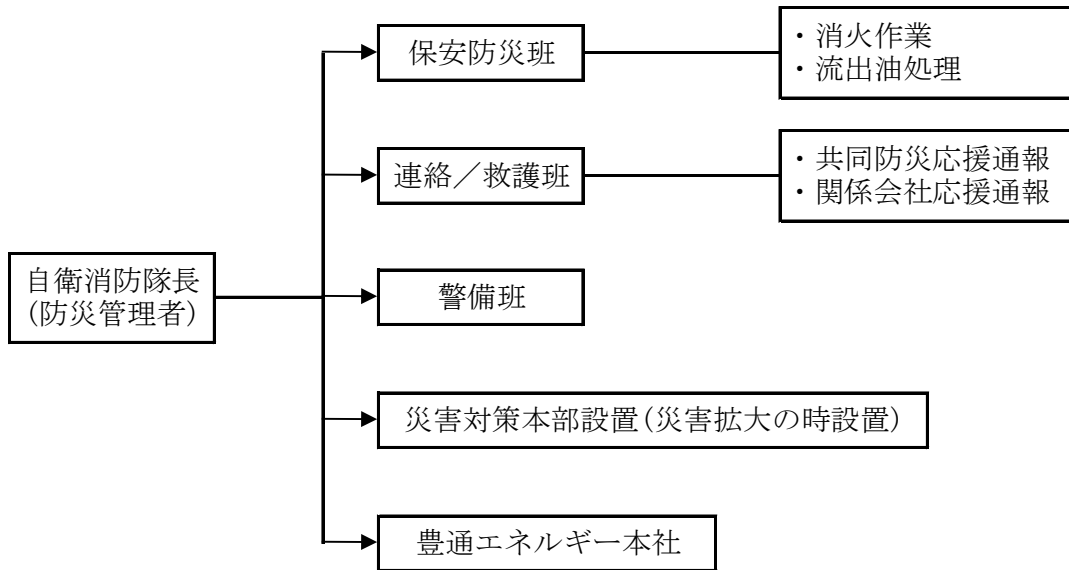 保安防災班
・消火作業
・流出油処理
連絡／救護班
・共同防災応援通報
・関係会社応援通報
自衛消防隊長
(防災管理者)
警備班
災害対策本部設置(災害拡大の時設置)
豊通エネルギー本社